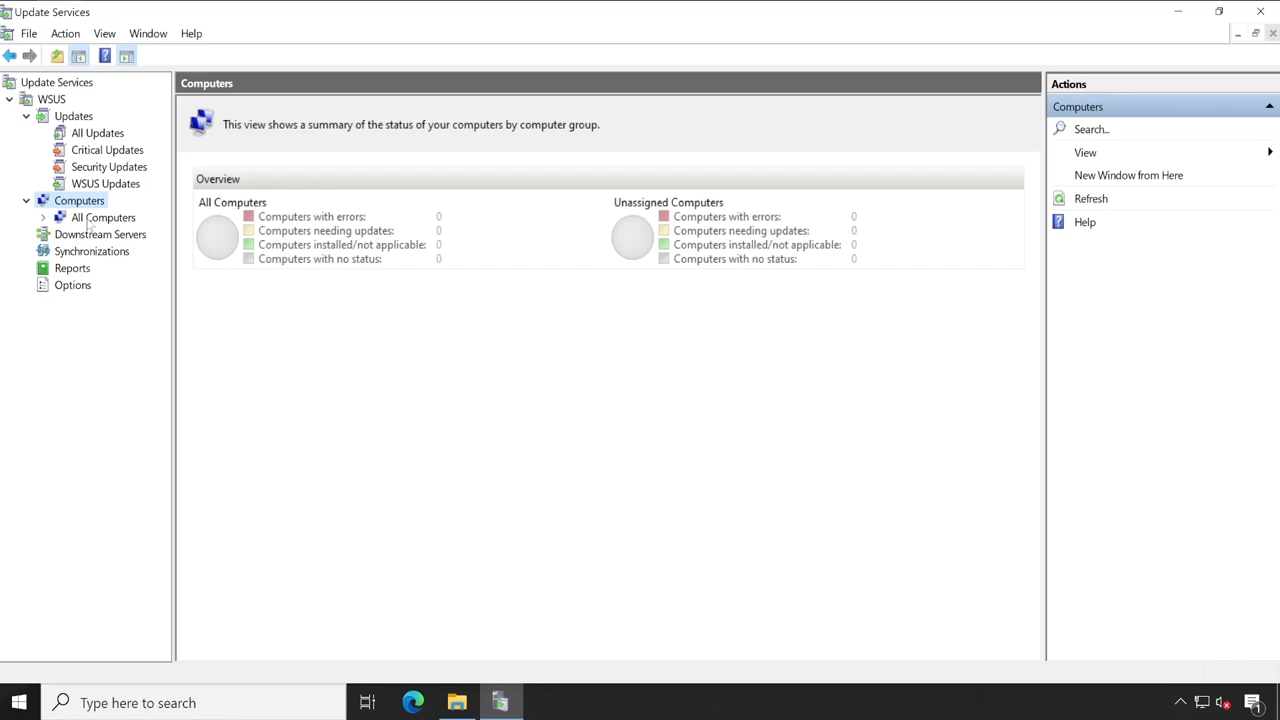 Update Services
File Action View Window Help
Update Services
WSUS
Updates
All Updates
Critical Updates
Security Updates
WSUS Updates
Computers
All Computers
Downstream Servers
Synchronizations
Reports
Options
Computers
This view shows a summary of the status of your computers by computer group.
Overview
All Computers
Computers with errors: 0
Computers needing updates: 0
Computers installed/not applicable: 0
Computers with no status: 0
Unassigned Computers
Computers with errors: 0
Computers needing updates: 0
Computers installed/not applicable: 0
Computers with no status: 0
Actions
Computers
Search...
View
New Window from Here
Refresh
Help
Type here to search
1